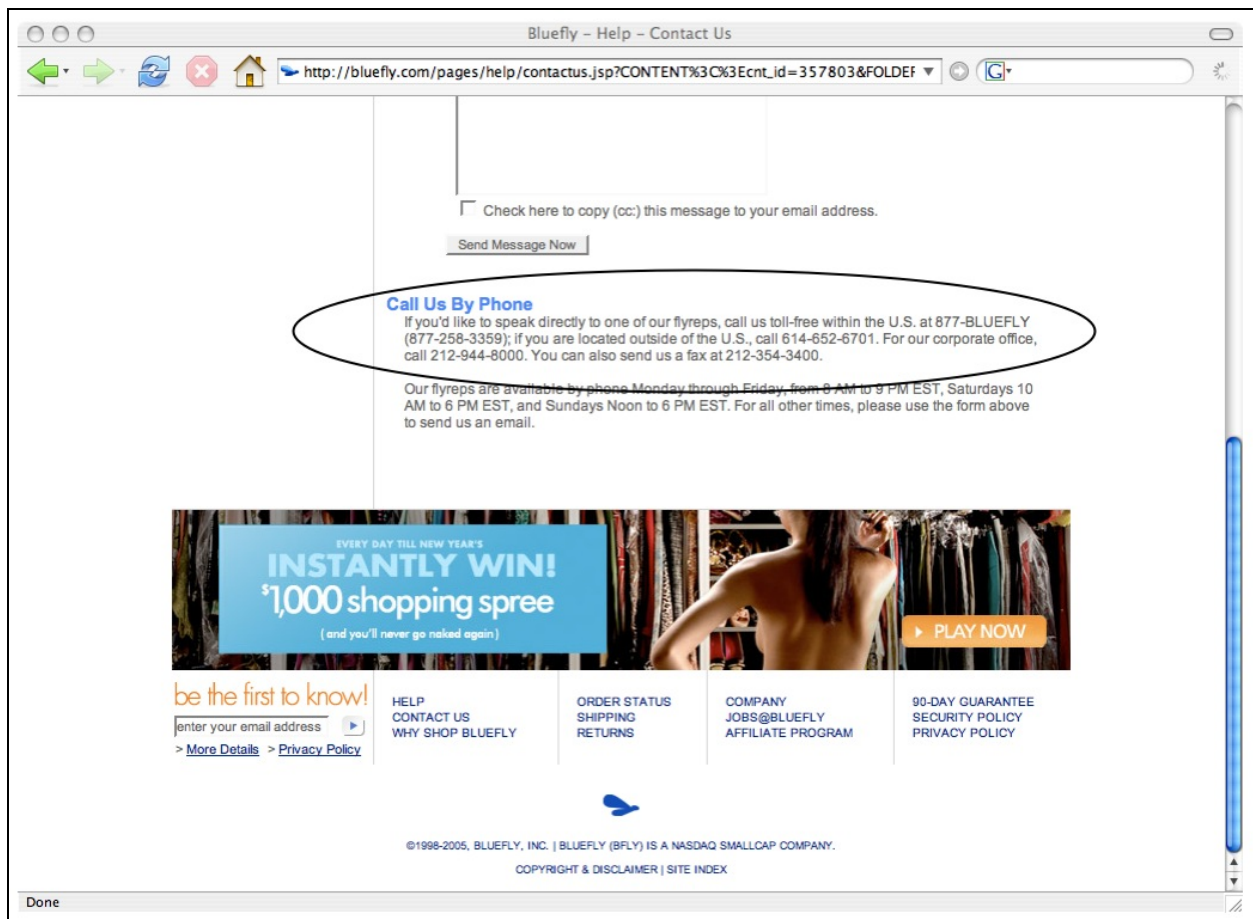 Bluefly – Help – Contact Us
http://bluefly.com/pages/help/contactus.jsp?CONTENT%3C%3Ecnt_id=357803&FOLDER
G
Check here to copy (cc:) this message to your email address.
Send Message Now
Call Us By Phone
If you'd like to speak directly to one of our flyreps, call us toll-free within the U.S. at 877-BLUEFLY
(877-258-3359); if you are located outside of the U.S., call 614-652-6701. For our corporate office,
call 212-944-8000. You can also send us a fax at 212-354-3400.
Our flyreps are available by phone Monday through Friday, from 8 AM to 9 PM EST, Saturdays 10
AM to 6 PM EST, and Sundays Noon to 6 PM EST. For all other times, please use the form above
to send us an email.
EVERY DAY TILL NEW YEAR'S
INSTANTLY WIN!
$1,000 shopping spree
(and you'll never go naked again)
PLAY NOW
be the first to know!
enter your email address
> More Details > Privacy Policy
HELP
CONTACT US
WHY SHOP BLUEFLY
ORDER STATUS
SHIPPING
RETURNS
COMPANY
JOBS@BLUEFLY
AFFILIATE PROGRAM
90-DAY GUARANTEE
SECURITY POLICY
PRIVACY POLICY
©1998-2005, BLUEFLY, INC. | BLUEFLY (BFLY) IS A NASDAQ SMALLCAP COMPANY.
COPYRIGHT & DISCLAIMER | SITE INDEX
Done